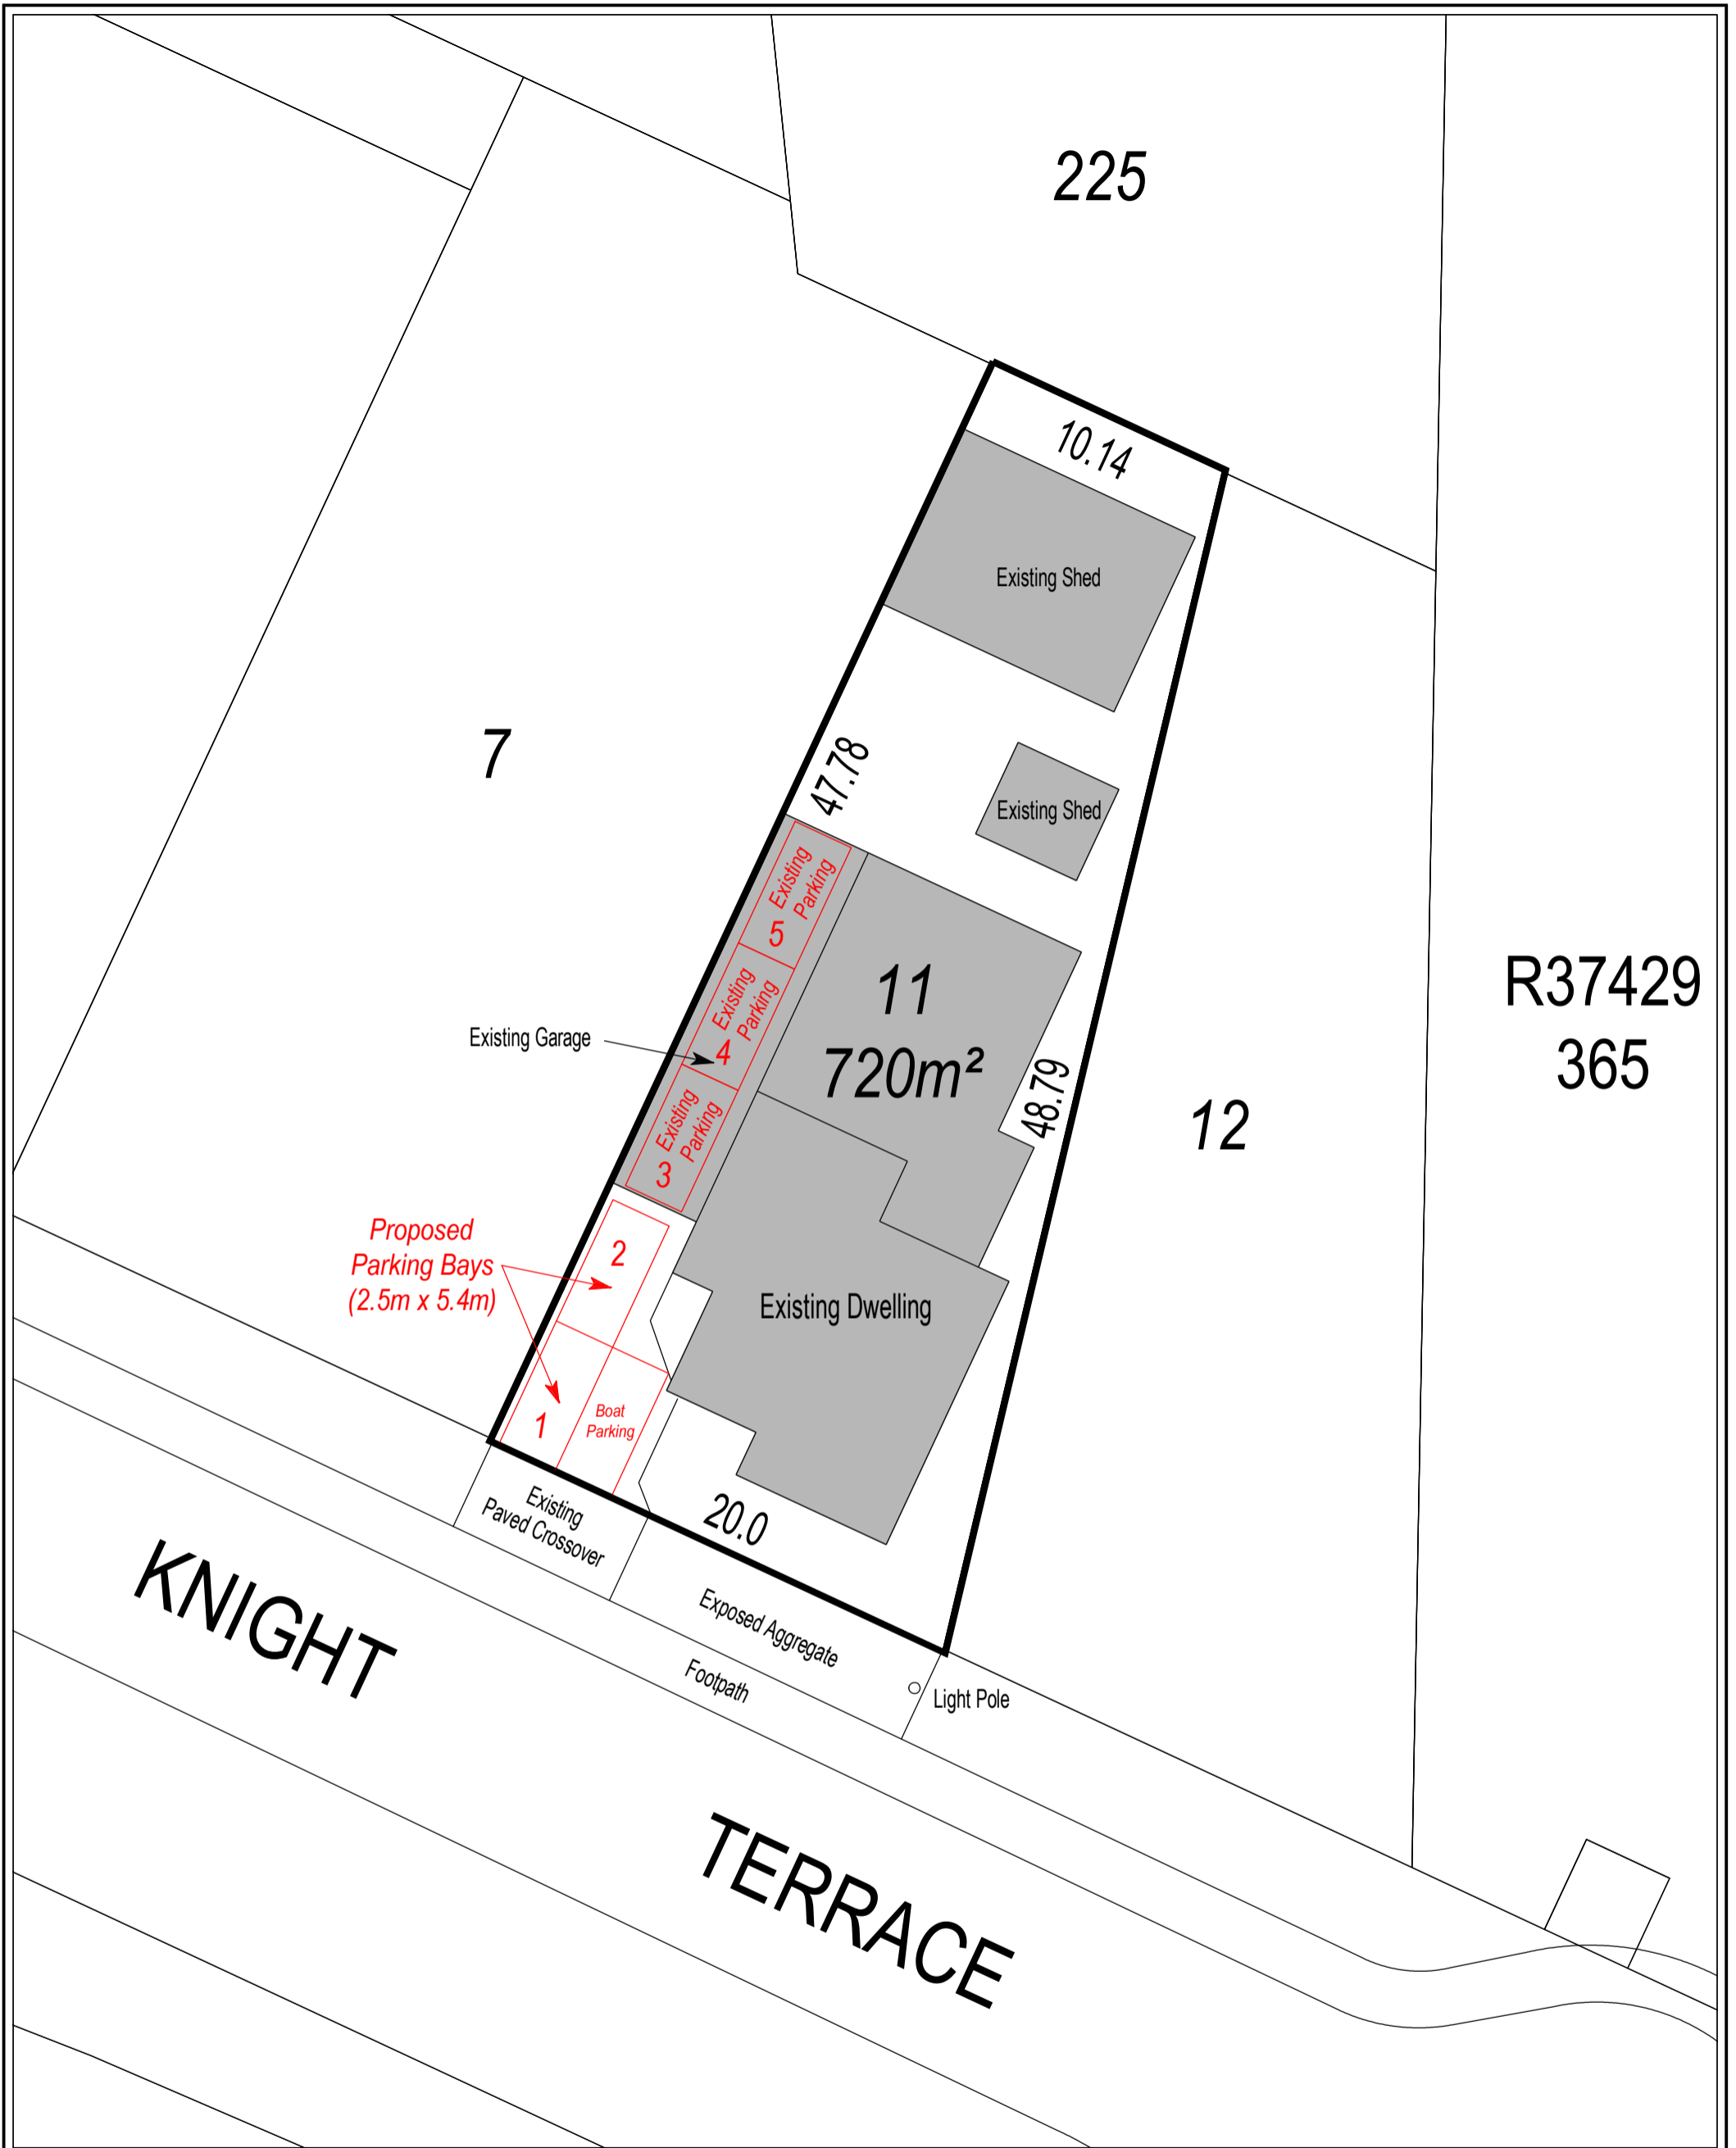 225
10.14
Existing Shed
7
47.78
Existing Shed
Existing
Parking
5
11
720m²
R37429
365
Existing
Parking
4
Existing Garage
48.79
12
Existing
Parking
3
Proposed
Parking Bays
(2.5m x 5.4m)
2
Existing Dwelling
1
Boat
Parking
Existing
Paved Crossover
20.0
KNIGHT
Exposed Aggregate
Footpath
Light Pole
TERRACE